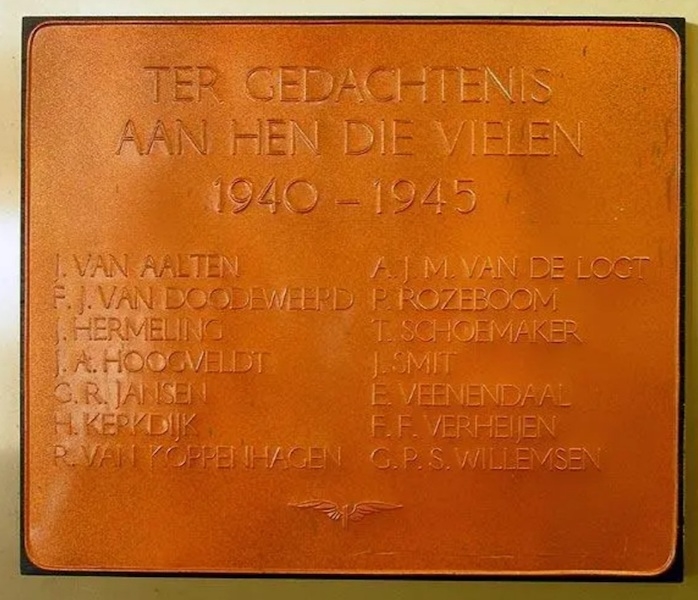 TER GEDACHTENIS
AAN HEN DIE VIELEN
1940 – 1945
J. VAN AALTEN
F. J. VAN DOODEWEERD
J. HERMELING
J. A. HOOGVELDT
G. R. JANSEN
H. KERKDIJK
R. VAN KOPPENHAGEN
A. J. M. VAN DE LOGT
P. ROZEBOOM
T. SCHOEMAKER
J. SMIT
E. VEENENDAAL
F. F. VERHEIJEN
G. P. S. WILLEMSEN